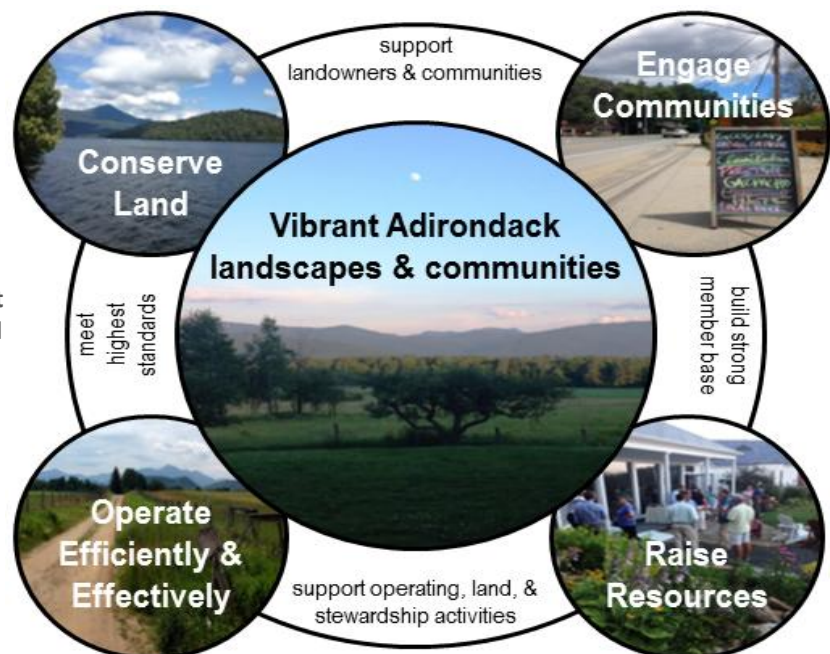 support
landowners & communities
Engage
Communities
Conserve
Land
Vibrant Adirondack
landscapes & communities
meet
highest
standards
build strong
member base
Operate
Efficiently &
Effectively
support operating, land, &
stewardship activities
Raise
Resources